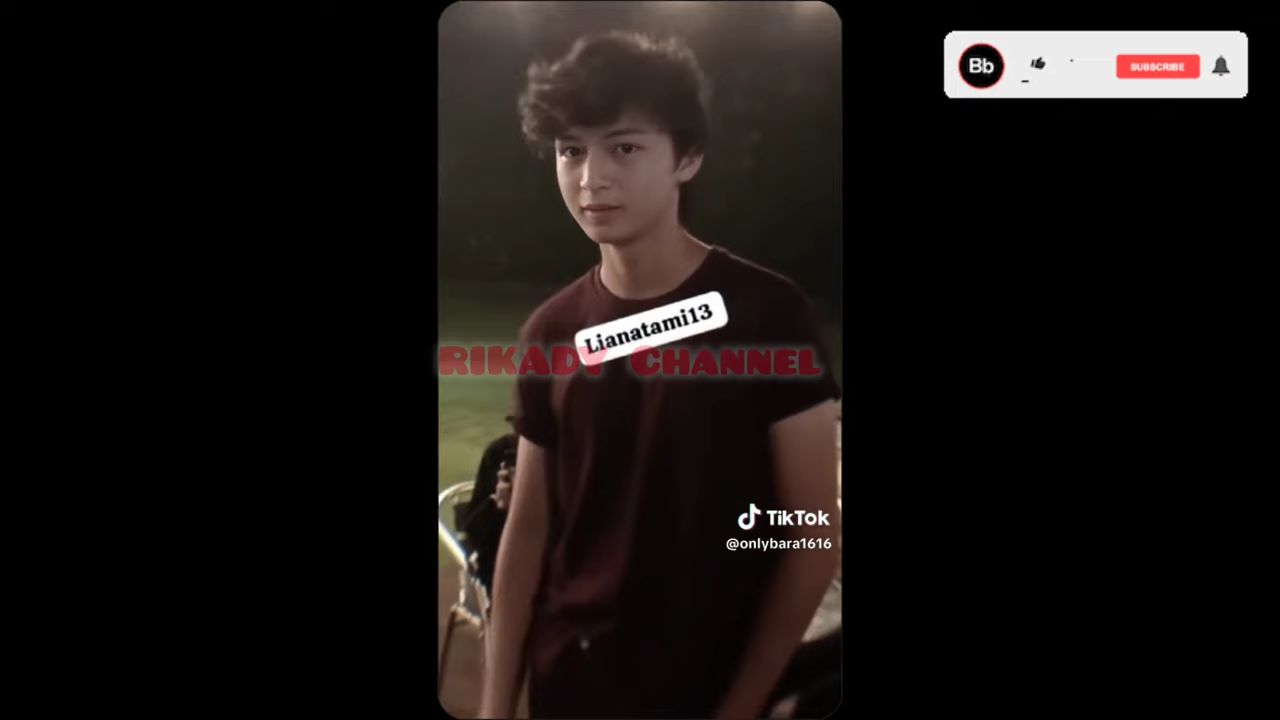 Bb
SUBSCRIBE
Lianatami13
RIKADY CHANNEL
TikTok
@onlybara1616